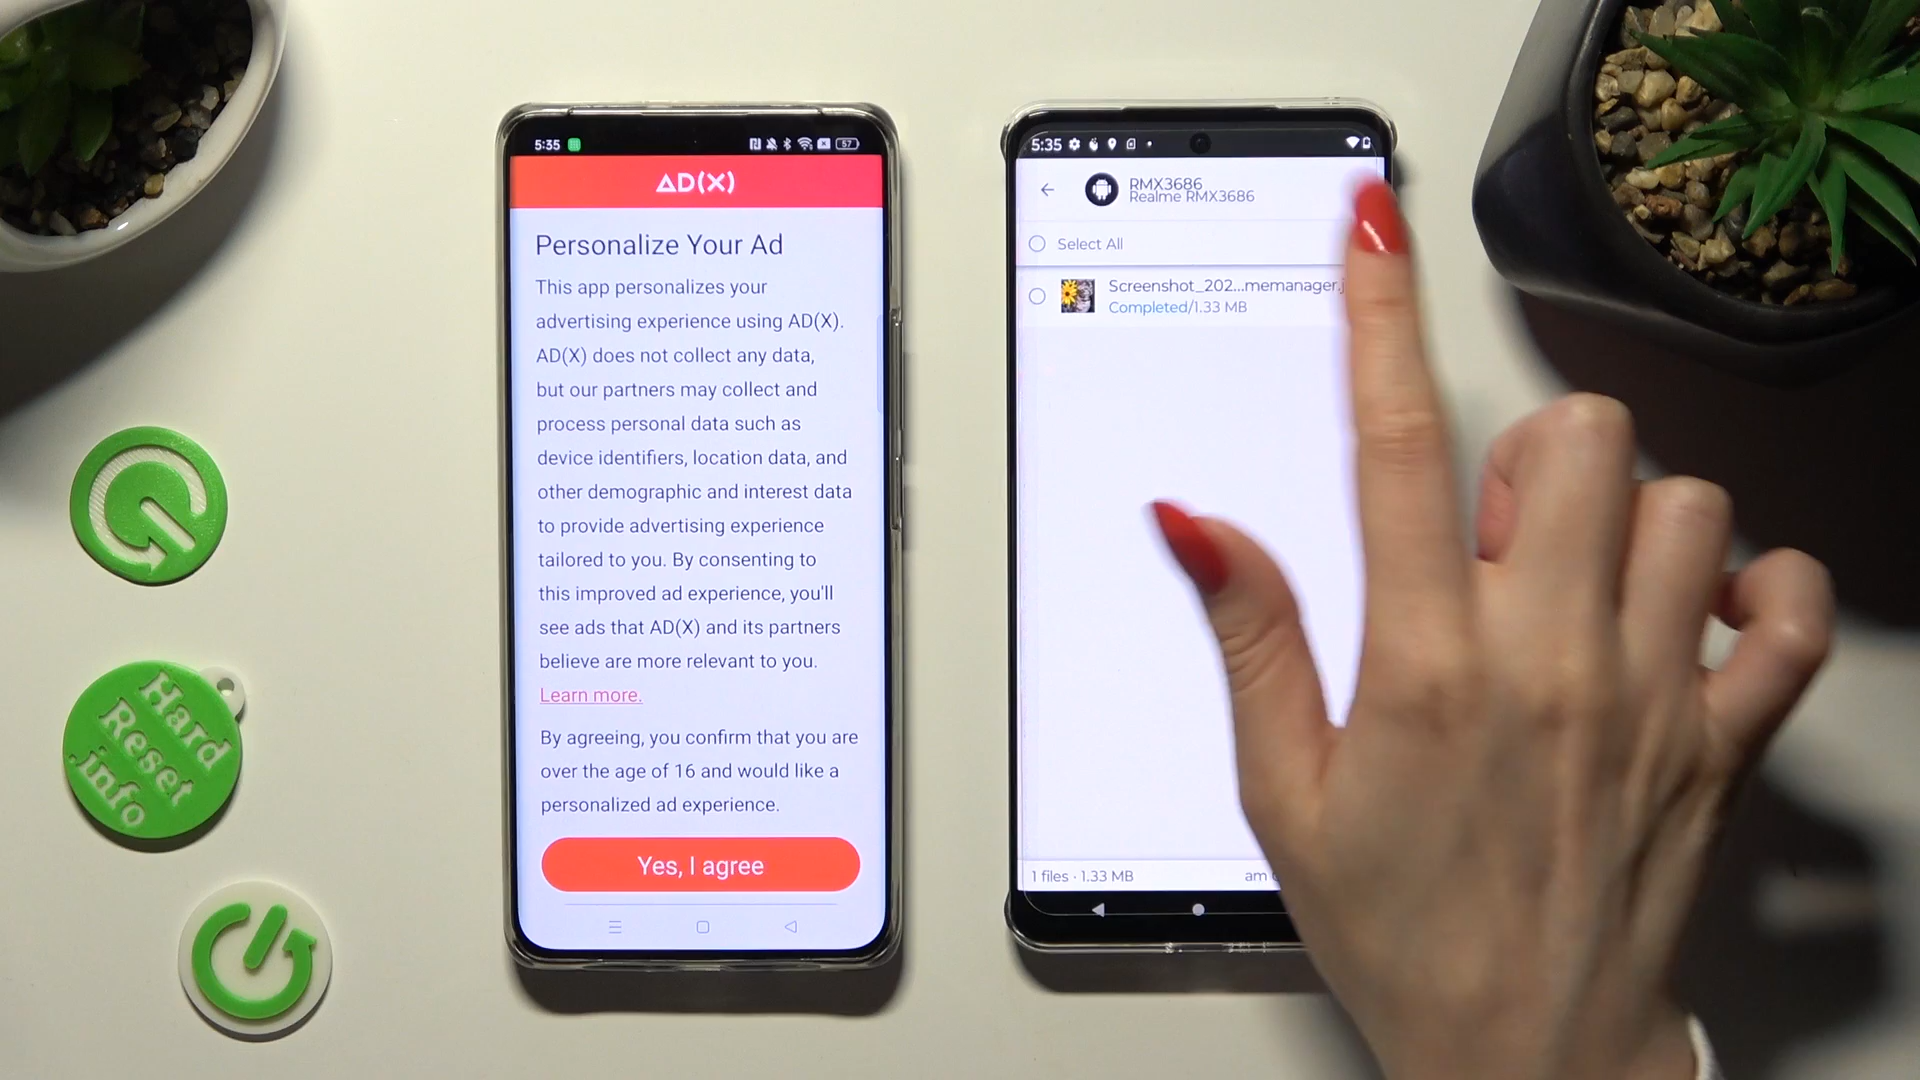 5:35
57
AD(X)
Personalize Your Ad
This app personalizes your
advertising experience using AD(X).
AD(X) does not collect any data,
but our partners may collect and
process personal data such as
device identifiers, location data, and
other demographic and interest data
to provide advertising experience
tailored to you. By consenting to
this improved ad experience, you'll
see ads that AD(X) and its partners
believe are more relevant to you.
Learn more.
By agreeing, you confirm that you are
over the age of 16 and would like a
personalized ad experience.
Yes, I agree
5:35
RMX3686
Realme RMX3686
Select All
Screenshot_202...memanager.j
Completed/1.33 MB
1 files · 1.33 MB
am
Hard
Reset
.info